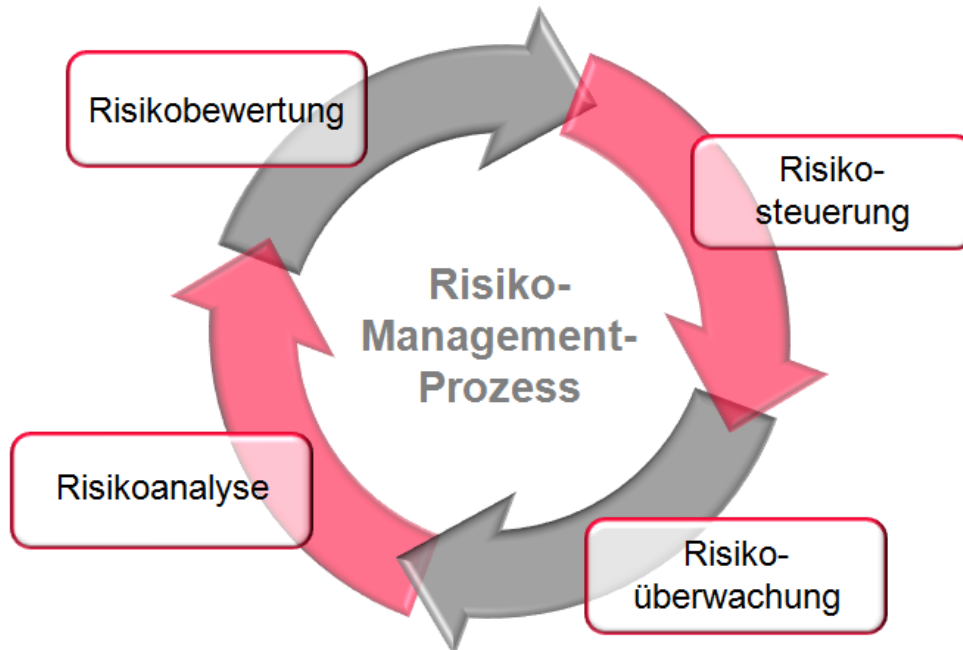 Risikobewertung
Risiko-
steuerung
Risiko-
Management-
Prozess
Risikoanalyse
Risiko-
überwachung